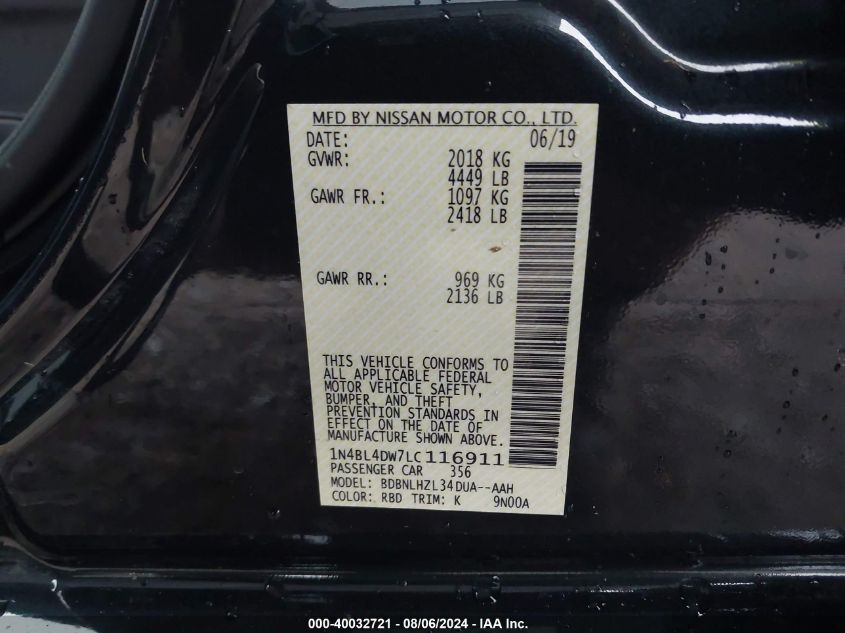 MFD BY NISSAN MOTOR CO., LTD.
DATE: 06/19
GVWR: 2018 KG
4449 LB
GAWR FR.: 1097 KG
2418 LB
GAWR RR.: 969 KG
2136 LB
THIS VEHICLE CONFORMS TO
ALL APPLICABLE FEDERAL
MOTOR VEHICLE SAFETY,
BUMPER, AND THEFT
PREVENTION STANDARDS IN
EFFECT ON THE DATE OF
MANUFACTURE SHOWN ABOVE.
1N4BL4DW7LC116911
PASSENGER CAR 356
MODEL: BDBNLHZL34DUA--AAH
COLOR: RBD TRIM: K 9N00A
000-40032721 - 08/06/2024 - IAA Inc.